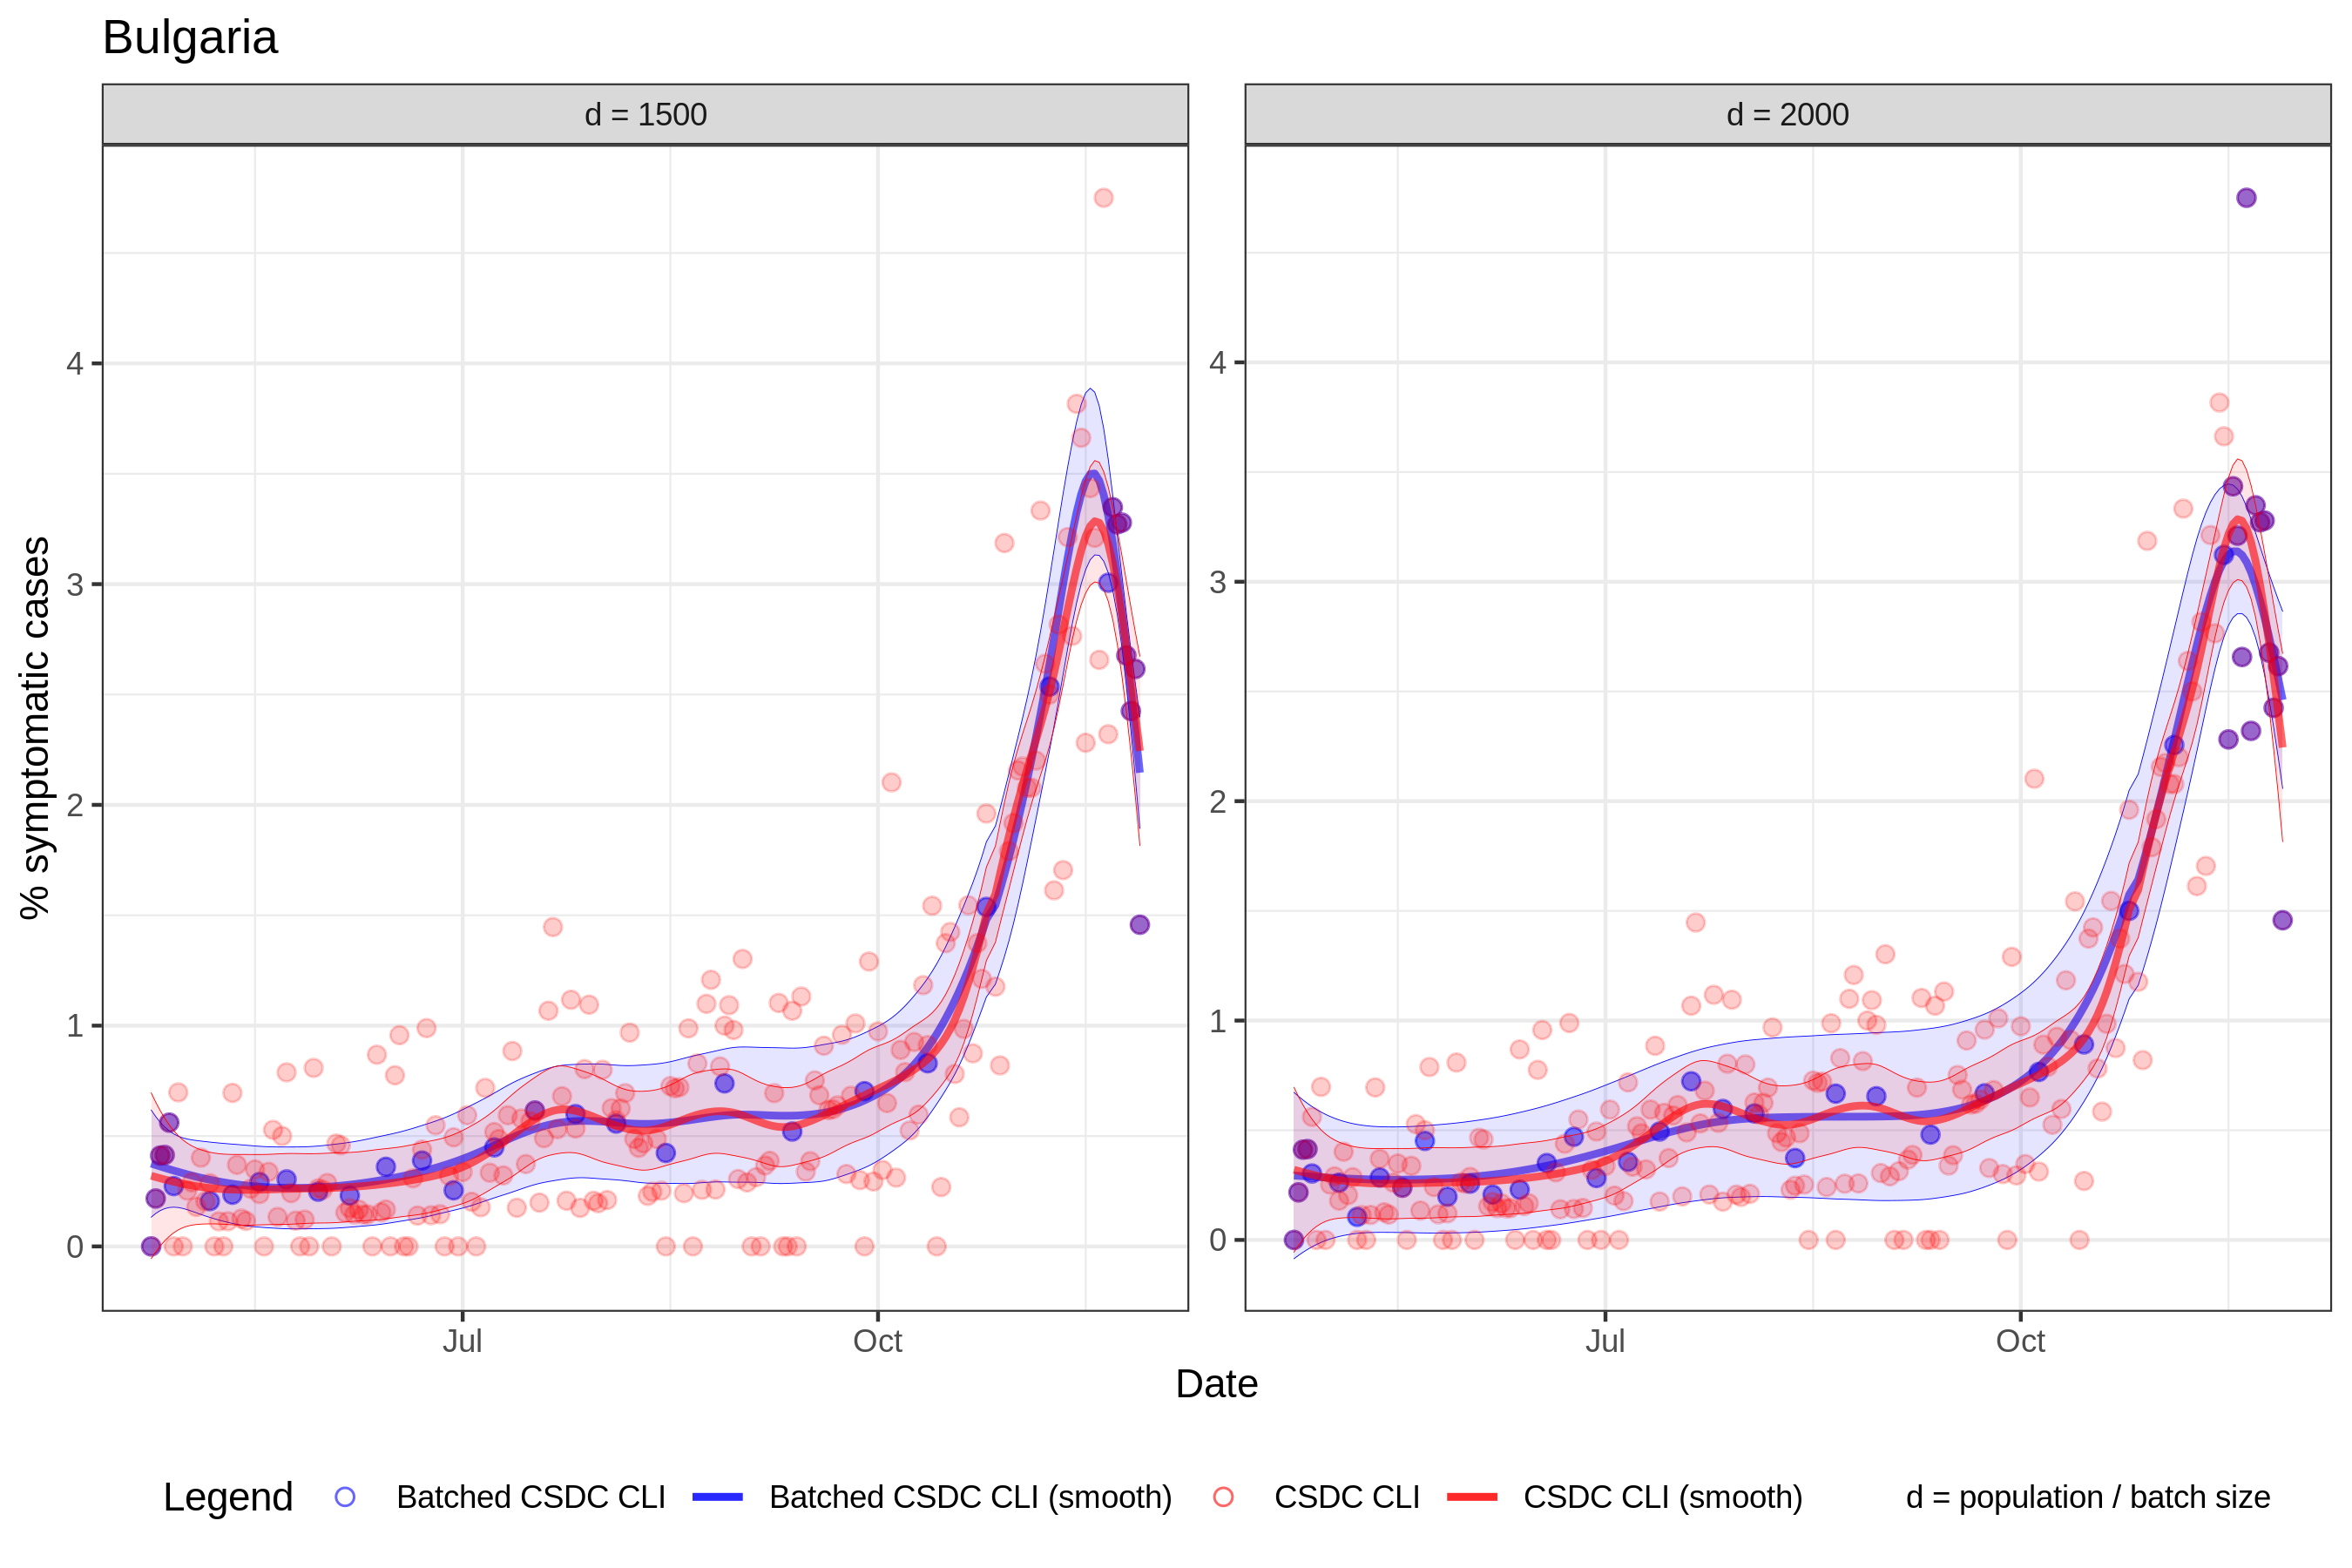 Bulgaria
d = 1500
d = 2000
% symptomatic cases
4
3
2
1
0
4
3
2
1
0
Jul
Oct
Jul
Oct
Date
Legend
Batched CSDC CLI
Batched CSDC CLI (smooth)
CSDC CLI
CSDC CLI (smooth)
d = population / batch size